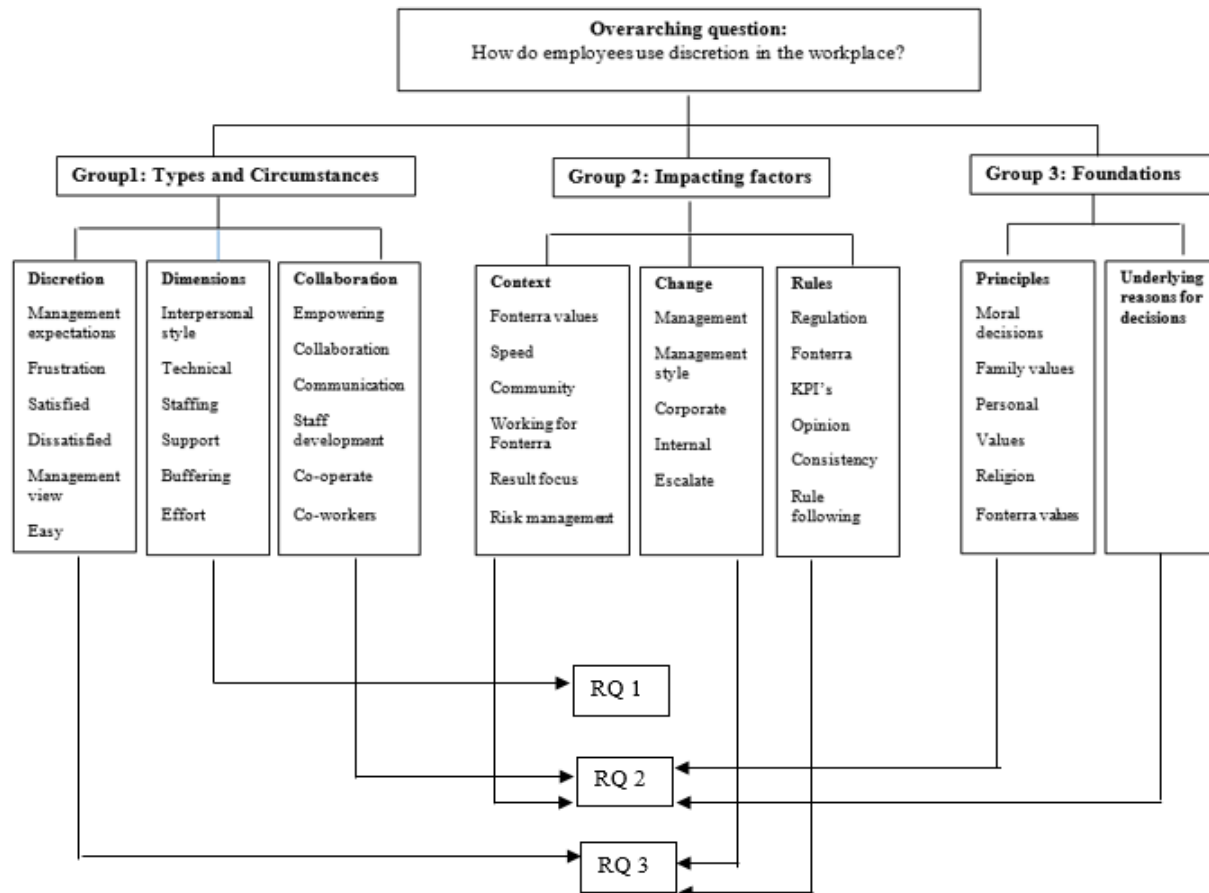 Overarching question:
How do employees use discretion in the workplace?
Group1: Types and Circumstances
Group 2: Impacting factors
Group 3: Foundations
Discretion
Management
expectations
Frustration
Satisfied
Dissatisfied
Management
view
Easy
Dimensions
Interpersonal
style
Technical
Staffing
Support
Buffering
Effort
Collaboration
Empowering
Collaboration
Communication
Staff
development
Co-operate
Co-workers
Context
Fonterra values
Speed
Community
Working for
Fonterra
Result focus
Risk management
Change
Management
Management
style
Corporate
Internal
Escalate
Rules
Regulation
Fonterra
KPI's
Opinion
Consistency
Rule
following
Principles
Moral
decisions
Family values
Personal
Values
Religion
Fonterra values
Underlying
reasons for
decisions
RQ 1
RQ 2
RQ 3